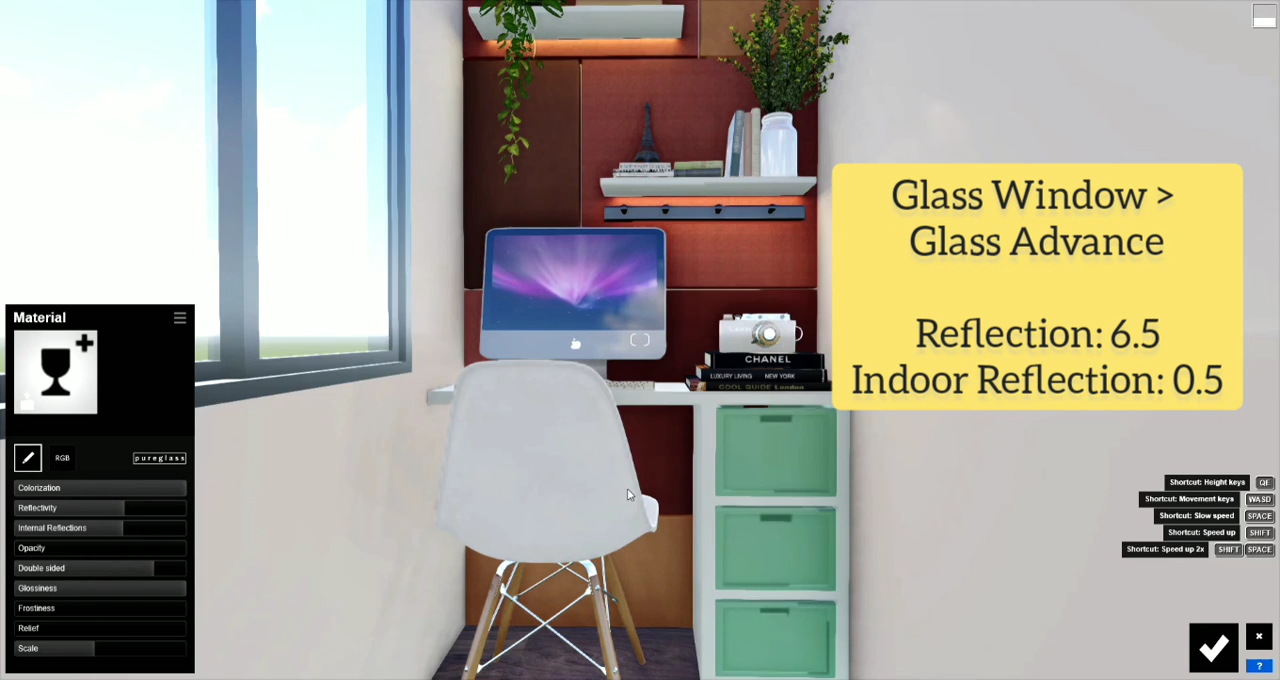 Glass Window >
Glass Advance
Reflection: 6.5
Indoor Reflection: 0.5
CHANEL
LUXURY LIVING NEW YORK
COOL GUIDE London
Material
RGB
pureglass
Colorization
Reflectivity
Internal Reflections
Opacity
Double sided
Glossiness
Frostiness
Relief
Scale
Shortcut: Height keys QE
Shortcut: Movement keys WASD
Shortcut: Slow speed SPACE
Shortcut: Speed up SHIFT
Shortcut: Speed up 2x SHIFT SPACE
?